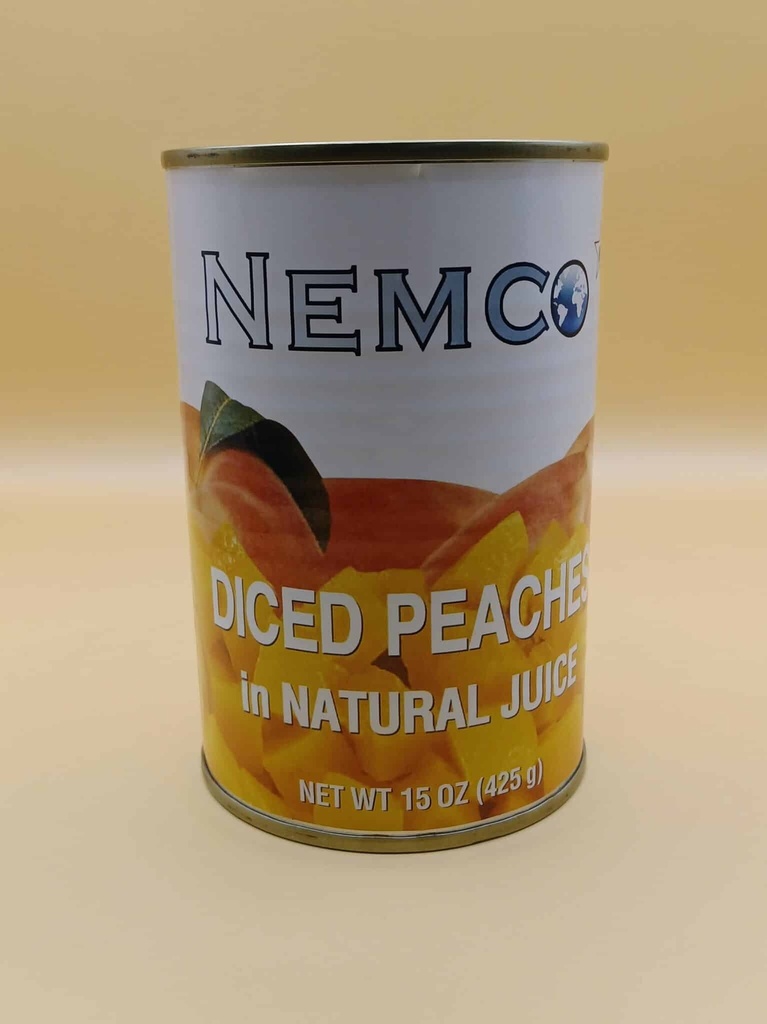 NEMCO
DICED PEACHES
in NATURAL JUICE
NET WT 15 OZ (425 g)